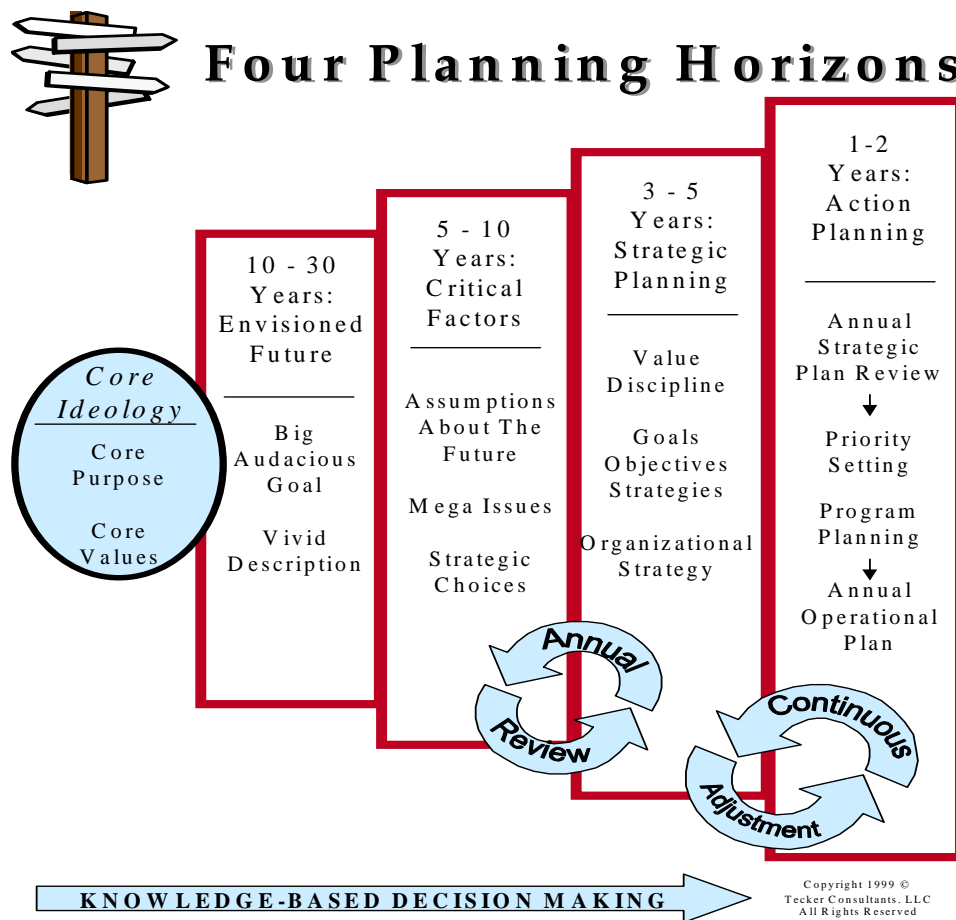 Four Planning Horizons
Core
Ideology
Core
Purpose
Core
Values
10 - 30
Years:
Envisioned
Future
Big
Audacious
Goal
Vivid
Description
5 - 10
Years:
Critical
Factors
Assumptions
About The
Future
Mega Issues
Strategic
Choices
3 - 5
Years:
Strategic
Planning
Value
Discipline
Goals
Objectives
Strategies
Organizational
Strategy
1-2
Years:
Action
Planning
Annual
Strategic
Plan Review
Priority
Setting
Program
Planning
Annual
Operational
Plan
Annual
Review
Continuous
Adjustment
KNOWLEDGE-BASED DECISION MAKING
Copyright 1999 ©
Tecker Consultants. LLC
All Rights Reserved